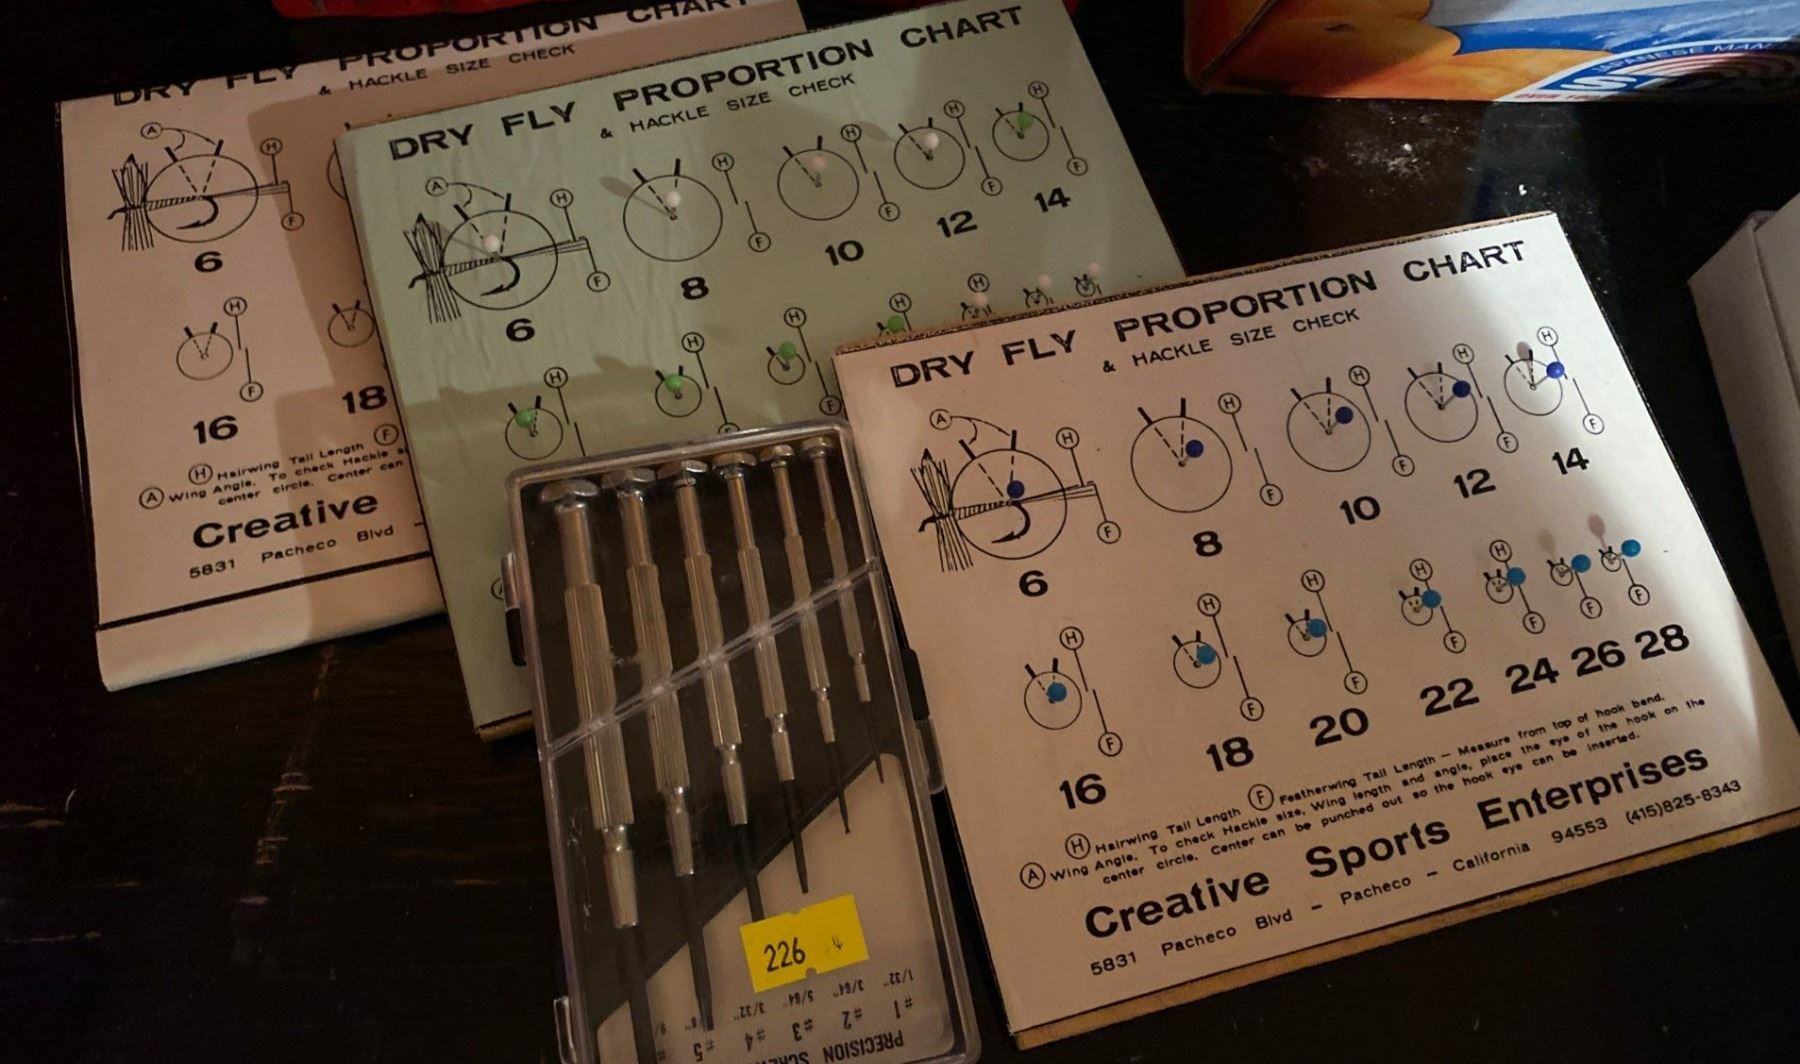 DRY FLY PROPORTION CHART
& HACKLE SIZE CHECK
A
H
F
6
H
F
16
18
H Hairwing Tail Length F
A Wing Angle. To check Hackle
center circle. Center can
Creative
5831 Pacheco Blvd -
DRY FLY PROPORTION CHART
& HACKLE SIZE CHECK
A H H H H H
F F F F F
6 8 10 12 14
H H H H H
F
DRY FLY PROPORTION CHART
& HACKLE SIZE CHECK
A H H H H H
F F F F F
6 8 10 12 14
H H H H H
F F F F F F F
16 18 20 22 24 26 28
H Hairwing Tail Length F Featherwing Tail Length - Measure from top of hook bend.
A Wing Angle. To check Hackle size, Wing length and angle, place the eye of the hook on the
center circle. Center can be punched out so the hook eye can be inserted.
Creative Sports Enterprises
5831 Pacheco Blvd - Pacheco - California 94553 (415)825-8343
226
PRECISION
#1 #2 #3 #4 #5
1/32" 3/64" 5/64" 3/32"
JAPANESE MAN